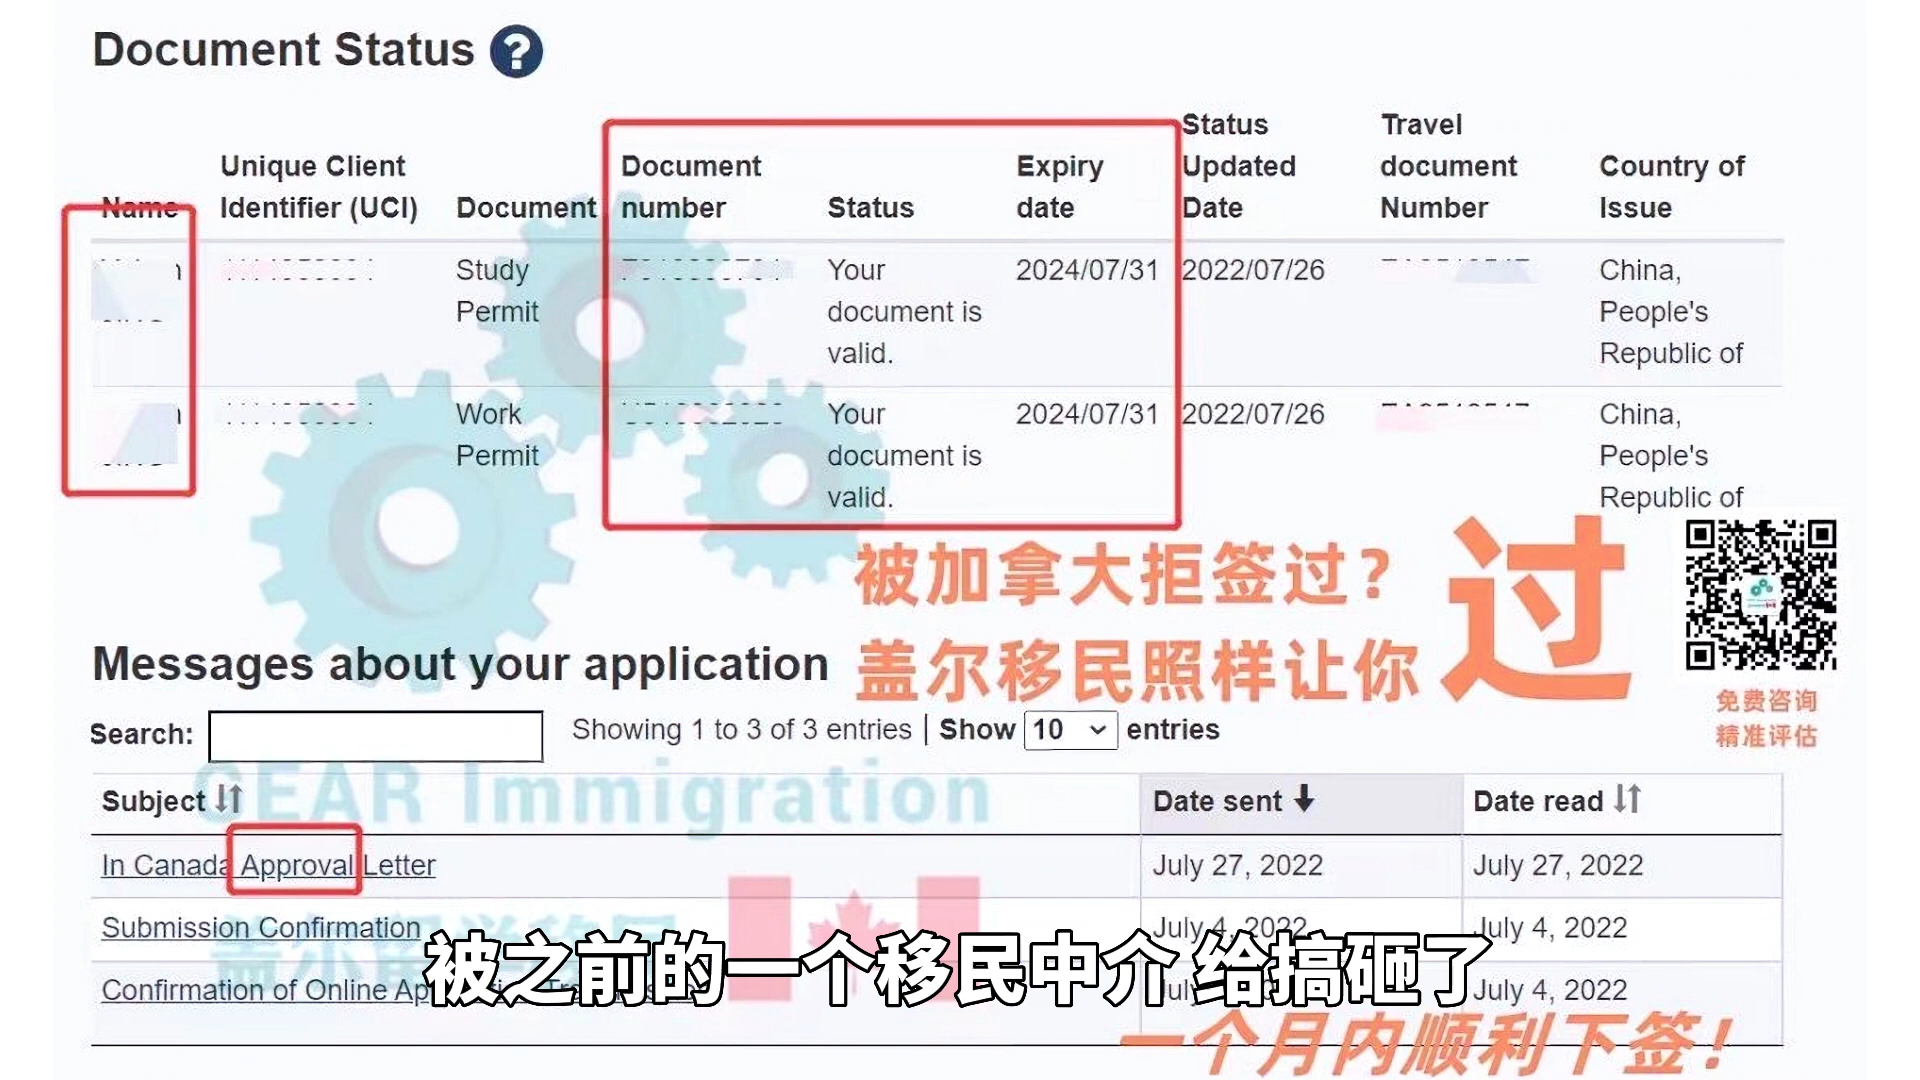 Document Status ?
Name
Unique Client Identifier (UCI)
Document
Document number
Status
Expiry date
Status Updated Date
Travel document Number
Country of Issue
Study Permit
Your document is valid.
2024/07/31
2022/07/26
China, People's Republic of
Work Permit
Your document is valid.
2024/07/31
2022/07/26
China, People's Republic of
被加拿大拒签过?
盖尔移民照样让你
过
免费咨询
精准评估
Messages about your application
Search:
Showing 1 to 3 of 3 entries | Show 10 entries
GEAR Immigration
Subject
Date sent
Date read
In Canada Approval Letter
July 27, 2022
July 27, 2022
Submission Confirmation
July 4, 2022
July 4, 2022
Confirmation of Online
July 4, 2022
被之前的一个移民中介 给搞砸了
一个月内顺利下签!